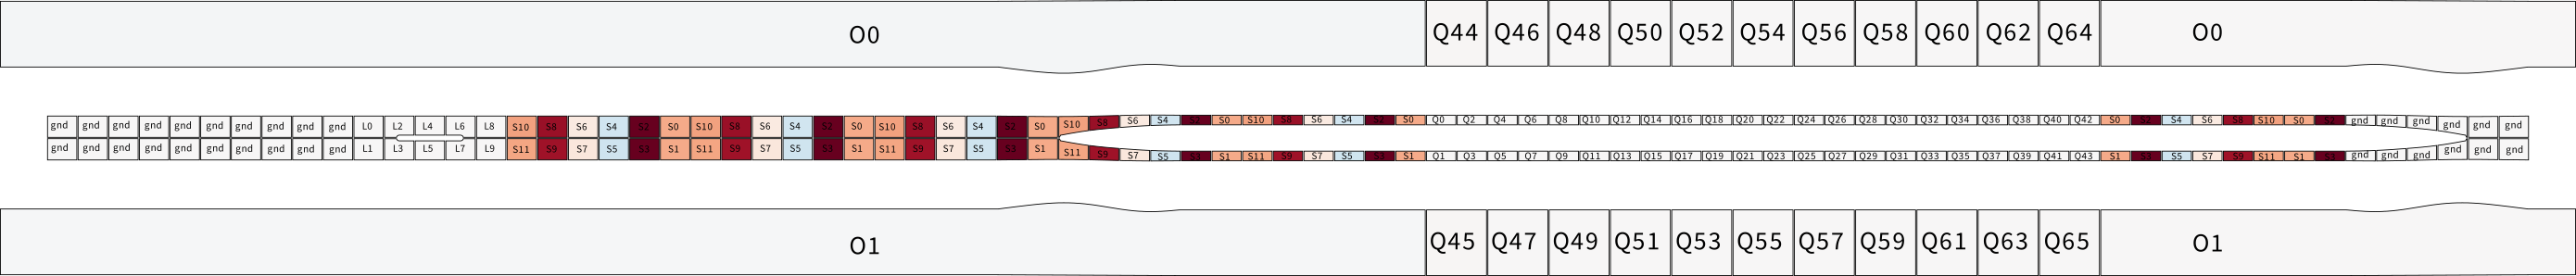 O0 Q44 Q46 Q48 Q50 Q52 Q54 Q56 Q58 Q60 Q62 Q64 O0
gnd gnd gnd gnd gnd gnd gnd gnd gnd gnd L0 L2 L4 L6 L8 S10 S8 S6 S4 S2 S0 S10 S8 S6 S4 S2 S0 S10 S8 S6 S4 S2 S0 S10 S8 S6 S4 S2 S0 S10 S8 S6 S4 S2 S0 Q0 Q2 Q4 Q6 Q8 Q10 Q12 Q14 Q16 Q18 Q20 Q22 Q24 Q26 Q28 Q30 Q32 Q34 Q36 Q38 Q40 Q42 S0 S2 S4 S6 S8 S10 S0 S2 gnd gnd gnd gnd gnd gnd
gnd gnd gnd gnd gnd gnd gnd gnd gnd gnd L1 L3 L5 L7 L9 S11 S9 S7 S5 S3 S1 S11 S9 S7 S5 S3 S1 S11 S9 S7 S5 S3 S1 S11 S9 S7 S5 S3 S1 S11 S9 S7 S5 S3 S1 Q1 Q3 Q5 Q7 Q9 Q11 Q13 Q15 Q17 Q19 Q21 Q23 Q25 Q27 Q29 Q31 Q33 Q35 Q37 Q39 Q41 Q43 S1 S3 S5 S7 S9 S11 S1 S3 gnd gnd gnd gnd gnd gnd
O1 Q45 Q47 Q49 Q51 Q53 Q55 Q57 Q59 Q61 Q63 Q65 O1